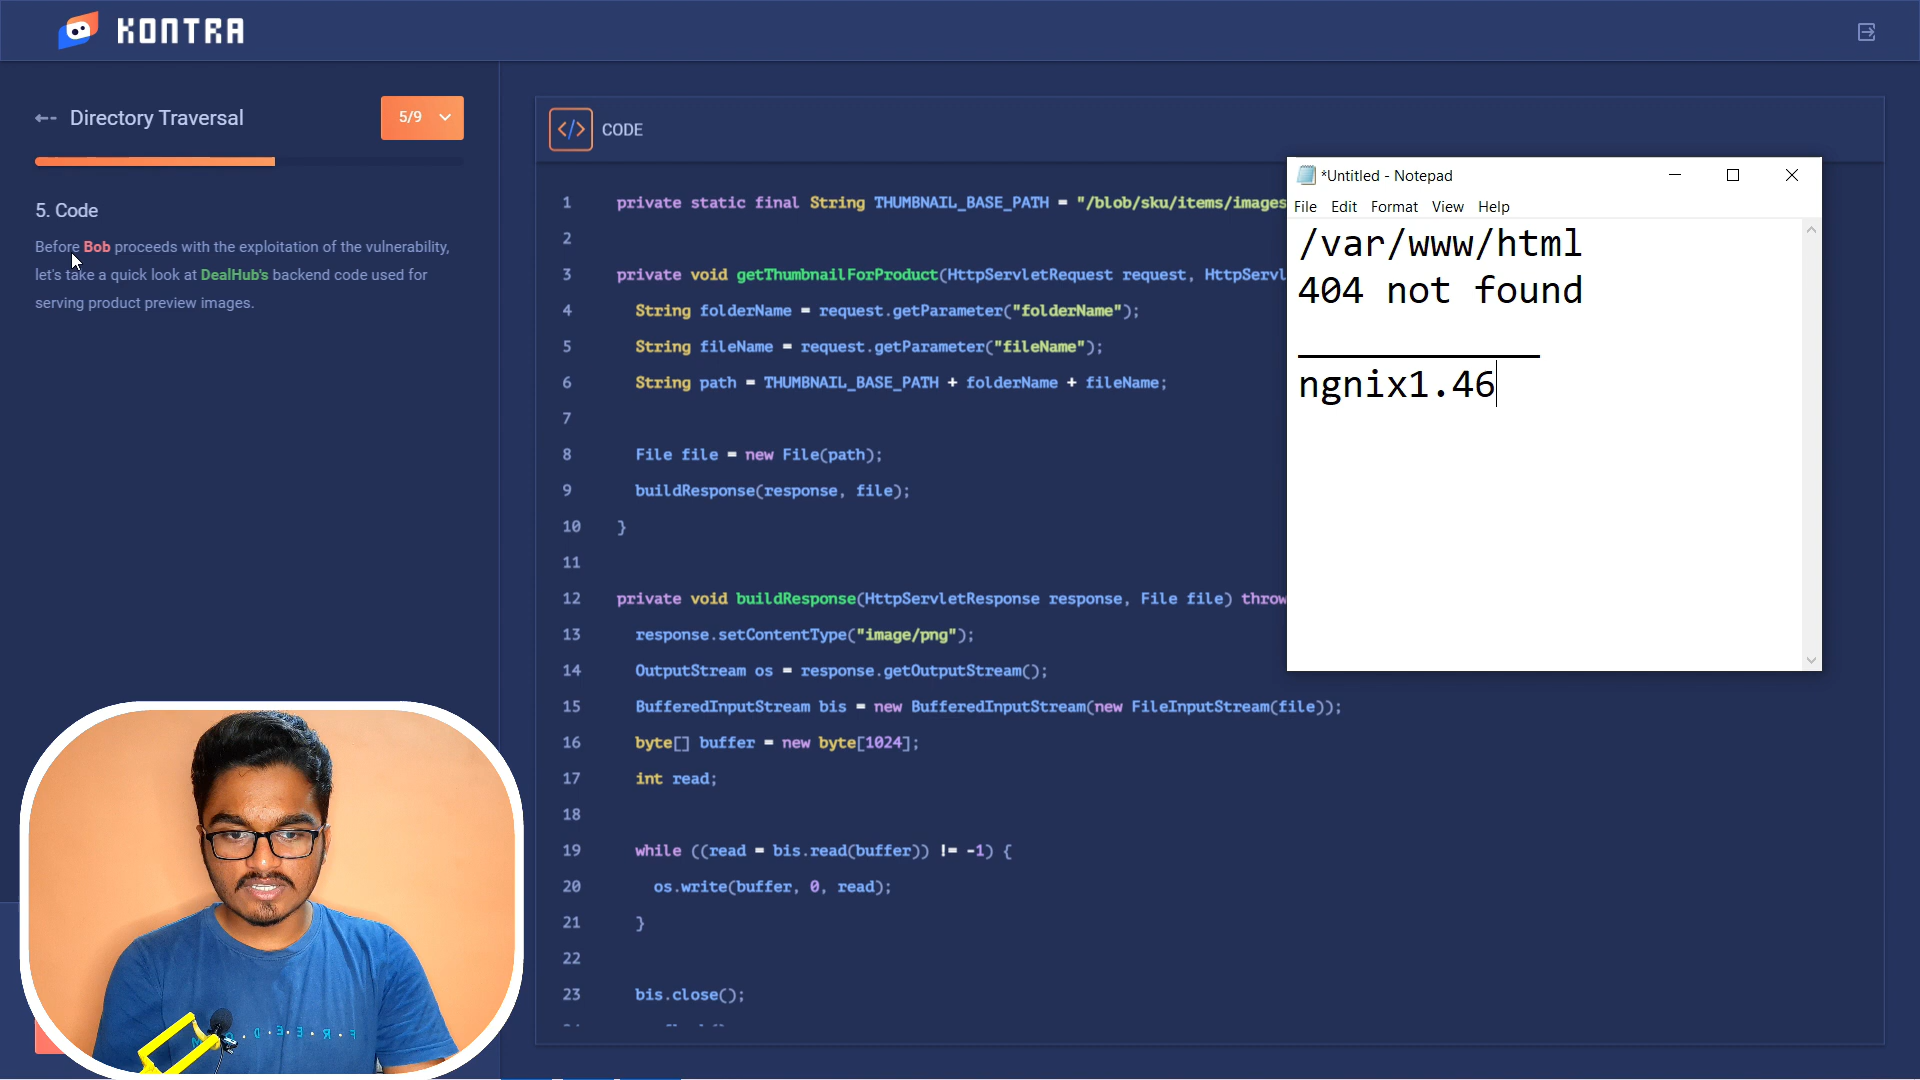 KONTRA
Directory Traversal
5/9
5. Code
Before Bob proceeds with the exploitation of the vulnerability,
let's take a quick look at DealHub's backend code used for
serving product preview images.
</> CODE
1 private static final String THUMBNAIL_BASE_PATH = "/blob/sku/items/images
2
3 private void getThumbnailForProduct(HttpServletRequest request, HttpServl
4 String folderName = request.getParameter("folderName");
5 String fileName = request.getParameter("fileName");
6 String path = THUMBNAIL_BASE_PATH + folderName + fileName;
7
8 File file = new File(path);
9 buildResponse(response, file);
10 }
11
12 private void buildResponse(HttpServletResponse response, File file) throw
13 response.setContentType("image/png");
14 OutputStream os = response.getOutputStream();
15 BufferedInputStream bis = new BufferedInputStream(new FileInputStream(file));
16 byte[] buffer = new byte[1024];
17 int read;
18
19 while ((read = bis.read(buffer)) != -1) {
20 os.write(buffer, 0, read);
21 }
22
23 bis.close();
*Untitled - Notepad
File Edit Format View Help
/var/www/html
404 not found
___________
ngnix1.46